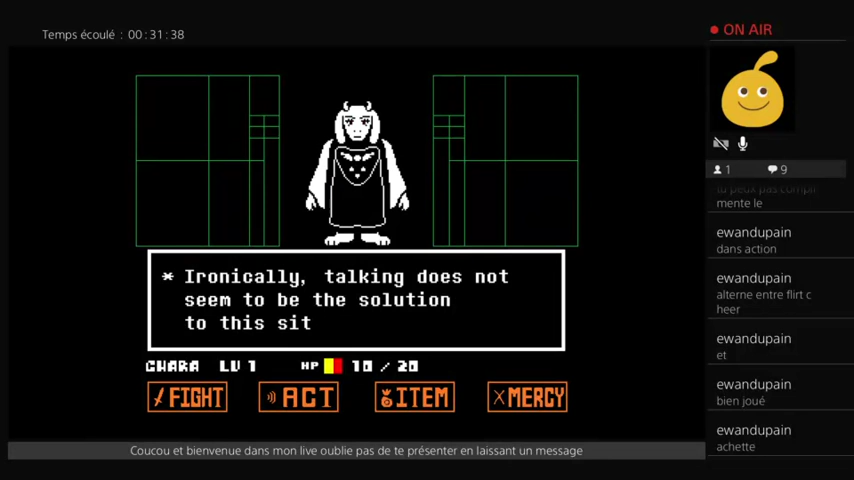 Temps écoulé : 00:31:38
ON AIR
1
9
tu peux pas compli
mente le
ewandupain
dans action
ewandupain
alterne entre flirt c
heer
ewandupain
et
ewandupain
bien joué
ewandupain
achette
* Ironically, talking does not
seem to be the solution
to this sit
CHARA LV 1 HP 10 / 20
FIGHT ACT ITEM MERCY
Coucou et bienvenue dans mon live oublie pas de te présenter en laissant un message